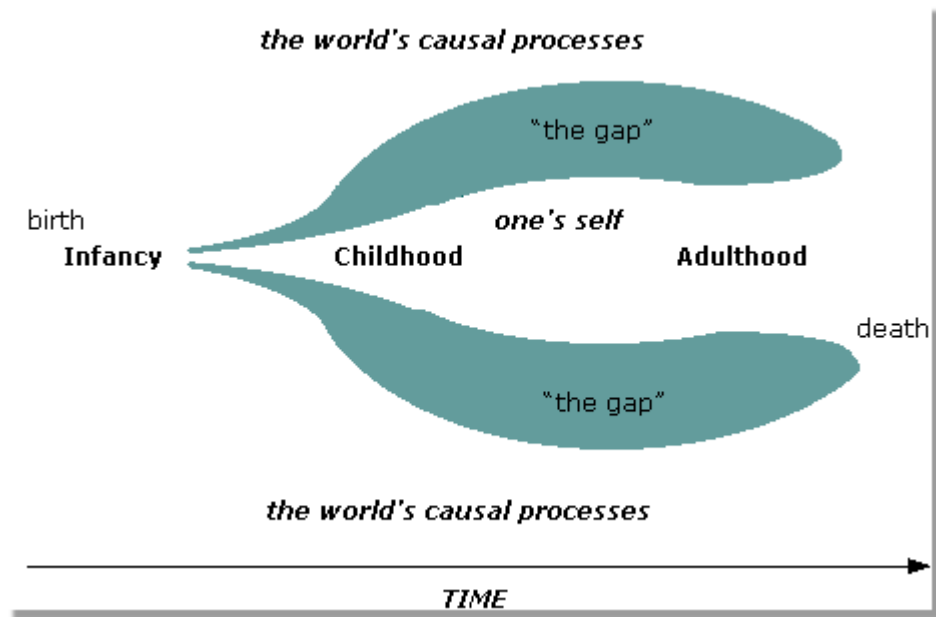 the world's causal processes
“the gap”
birth
one's self
Infancy
Childhood
Adulthood
death
“the gap”
the world's causal processes
TIME